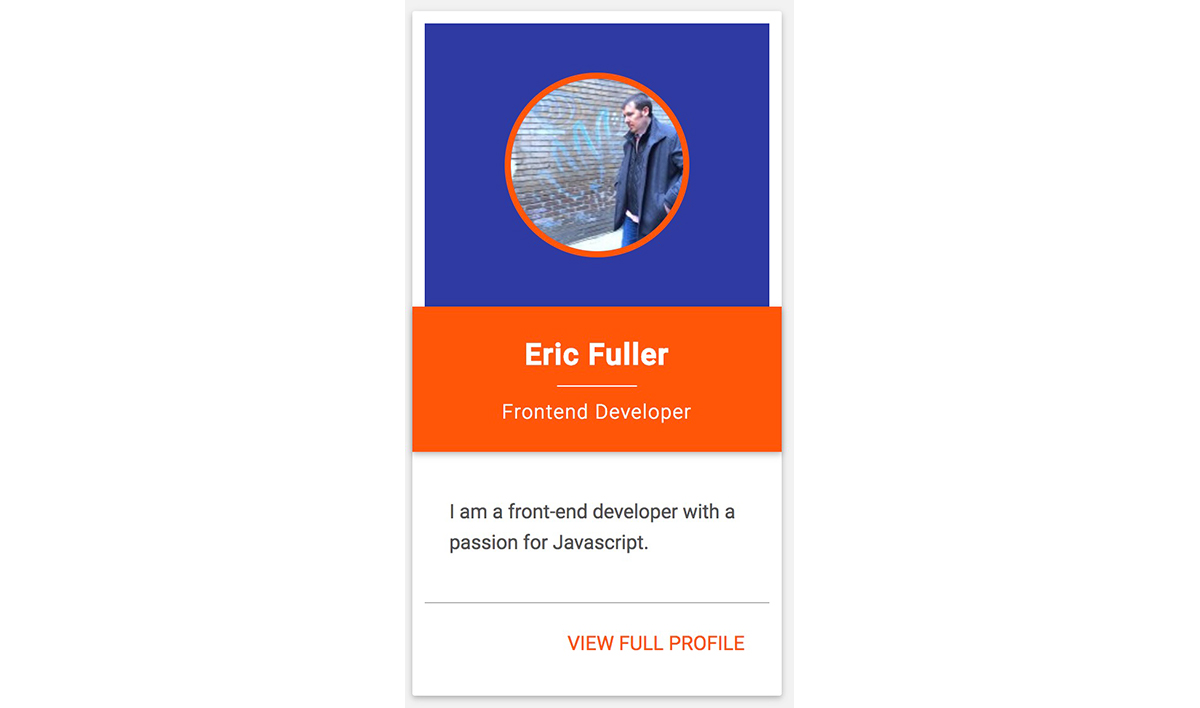 Eric Fuller
Frontend Developer
I am a front-end developer with a
passion for Javascript.
VIEW FULL PROFILE